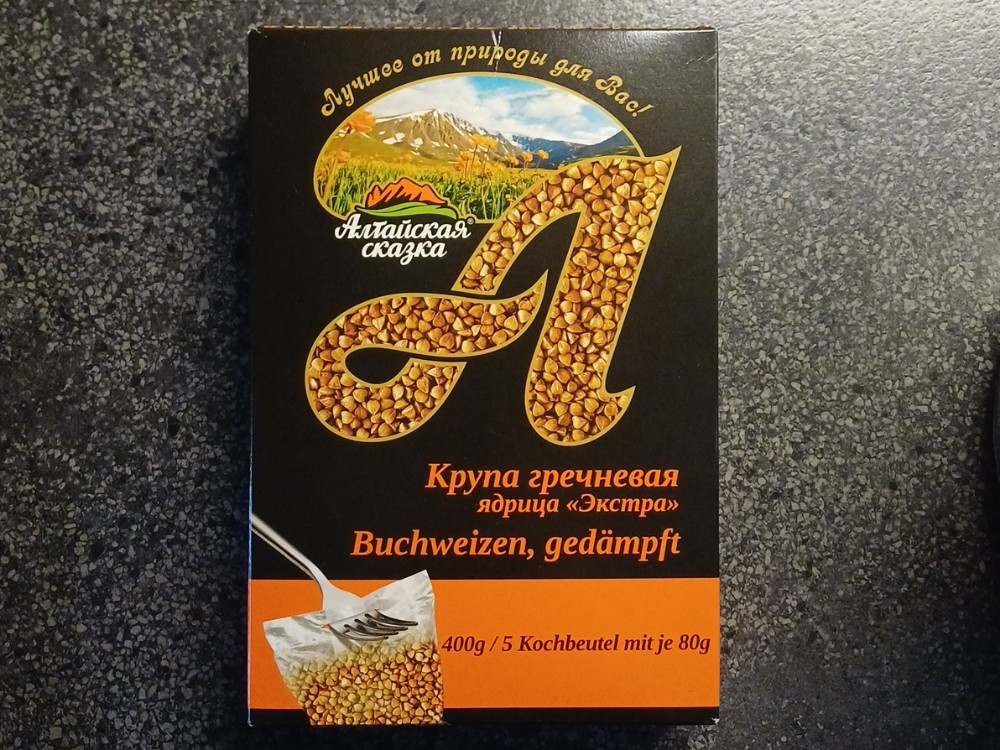 Лучшее от природы для Вас!
Алтайская®
сказка
Крупа гречневая
ядрица «Экстра»
Buchweizen, gedämpft
400g / 5 Kochbeutel mit je 80g